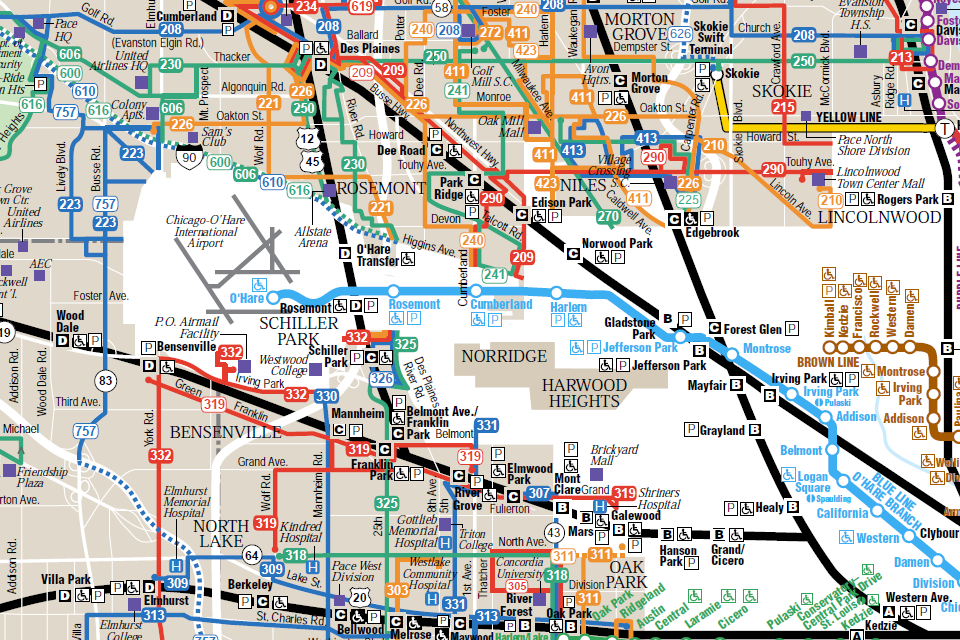 Golf Rd.
Cumberland
D
P
234
619
Pace
HQ
208
(Evanston Elgin Rd.)
United
Airlines HQ
230
Thacker
606
600
610
616
757
Colony
Apts.
606
226
Mt. Prospect
Algonquin Rd.
221
Oakton St.
Sam's
Club
223
90
600
606
610
616
Wolf Rd.
Ballard
Des Plaines
209
209
226
250
River Rd.
Busse Hwy.
12
45
Howard
230
Dee Road
Touhy Ave.
Northwest Hwy.
Park
Ridge
Devon
Talcott Rd.
290
ROSEMONT
221
Allstate
Arena
O'Hare
Transfer
Higgins Ave.
240
241
209
Cumberland
58
Potter
Dee Rd.
Foster
240
208
272
411
423
250
411
241
Golf
Mill S.C.
Monroe
Milwaukee Ave.
Oak Mill
Mall
Harlem
Waukegan
208
MORTON
GROVE
Dempster St.
Avon
Hdqtrs.
411
Morton
Grove
226
411
413
423
413
Village
Crossing
S.C.
NILES
Edison Park
270
Caldwell Ave.
411
290
226
225
210
Edgebrook
Norwood Park
626
Skokie
Swift
Terminal
Skokie
Oakton St.
Carpenter Rd.
Skokie Blvd.
Church St.
208
250
Crawford Ave.
McCormick Blvd.
SKOKIE
215
YELLOW LINE
Howard St.
Touhy Ave.
290
Pace North
Shore Division
Lincolnwood
Town Center Mall
Lincoln Ave.
210
Rogers Park
LINCOLNWOOD
Evanston
Township
H.S
213
Asbury
Ridge
T
Lively Blvd.
Busse Rd.
223
757
223
United
Airlines
AEC
Foster Ave.
Chicago-O'Hare
International
Airport
O'Hare
Rosemont
Rosemont
Cumberland
Harlem
SCHILLER
PARK
332
Schiller
Park
325
326
Des Plaines
River Rd.
P.O. Airmail
Facility
Bensenville
332
Irving Park
332
330
Westwood
College
Green
319
Franklin
BENSENVILLE
Wood
Dale
Addison Rd.
Wood Dale Rd.
83
Third Ave.
757
Michael
Friendship
Plaza
York Rd.
332
NORRIDGE
HARWOOD
HEIGHTS
Gladstone
Park
Jefferson Park
Jefferson Park
Forest Glen
Montrose
Mayfair
Irving Park
Irving Park
Pulaski
Addison
Grayland
Belmont
Logan
Square
Spaulding
California
BLUE LINE
O'HARE BRANCH
Healy
Western
Damen
Clybourn
Division
Kimball
Kedzie
Francisco
Rockwell
Western
Damen
BROWN LINE
Montrose
Irving
Park
Addison
Paulina
Mannheim
Belmont Ave./
Franklin
Park
Belmont
331
319
Franklin
Park
319
Grand Ave.
Wolf Rd.
Mannheim Rd.
319
Elmwood
Park
River
Grove
Fullerton
307
Mont
Clare
Grand
319
Brickyard
Mall
Shriners
Hospital
Galewood
Mars
43
Hanson
Park
Grand/
Cicero
Elmhurst
Memorial
Hospital
NORTH
LAKE
64
Kindred
Hospital
318
309
309
Lake St.
Berkeley
St. Charles Rd.
Villa Park
Elmhurst
313
Elmhurst
College
325
25th
8th Ave.
5th
Gottlieb
Memorial
Hospital
Triton
College
North Ave.
Pace West
Division
20
Bellwood
303
Westlake
Community
Hospital
331
Melrose
Maywood
1st Ave.
Thatcher
Concordia
University
305
River
Forest
313
311
318
311
Division
311
OAK
PARK
Oak Park
Harlem/Lake
Oak Park
Ridgeland
Austin
Central
Laramie
Cicero
Pulaski
Conservatory
Central Park Drive
St. Louis
Kedzie
Western Ave.
Kedzie